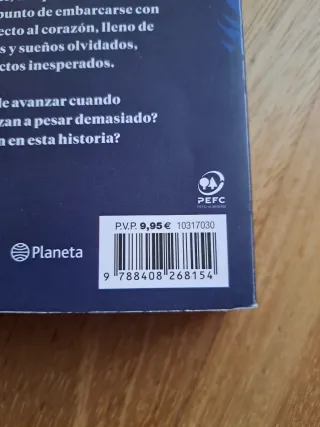 punto de embarcarse con
ecto al corazón, lleno de
s y sueños olvidados,
ctos inesperados.
le avanzar cuando
zan a pesar demasiado?
n en esta historia?
PEFC
P.V.P. 9,95 € 10317030
Planeta
9 788408 268154